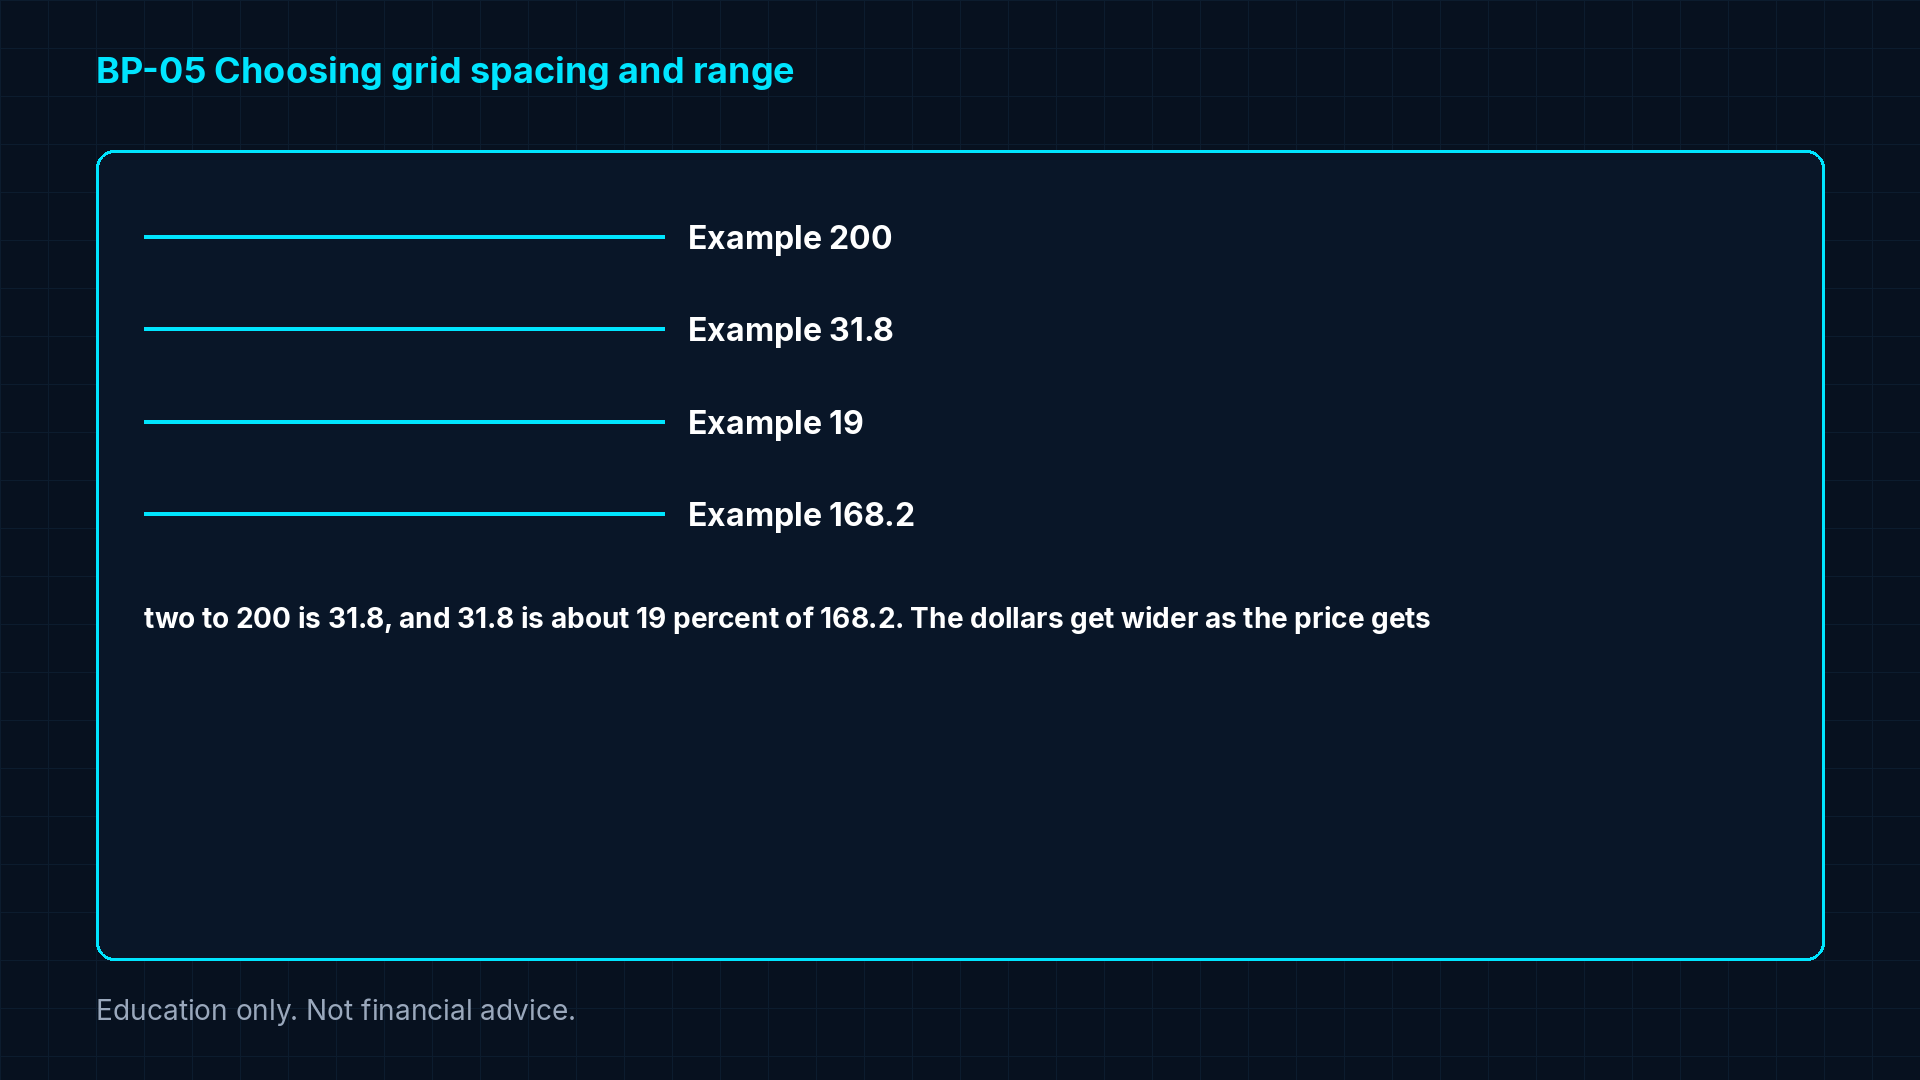 BP-05 Choosing grid spacing and range
Example 200
Example 31.8
Example 19
Example 168.2
two to 200 is 31.8, and 31.8 is about 19 percent of 168.2. The dollars get wider as the price gets
Education only. Not financial advice.